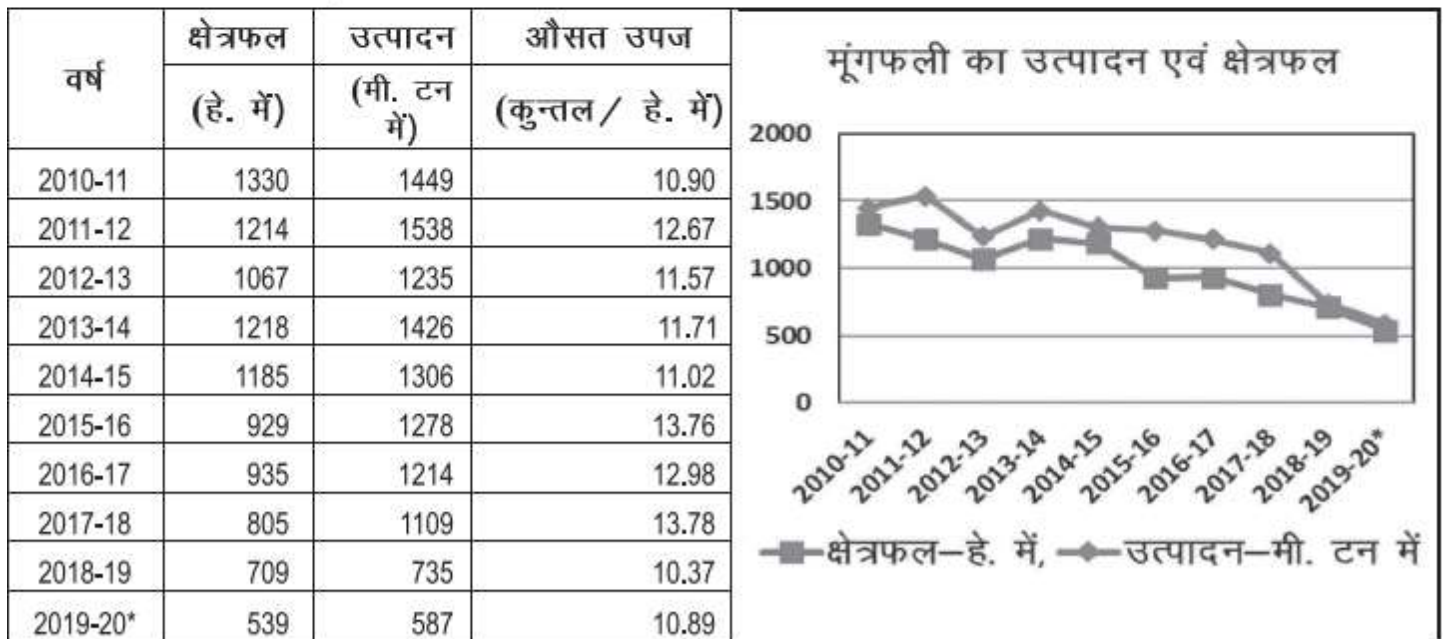 वर्ष क्षेत्रफल उत्पादन औसत उपज
(हे. में) (मी. टन में) (कुन्तल / हे. में)
2010-11 1330 1449 10.90
2011-12 1214 1538 12.67
2012-13 1067 1235 11.57
2013-14 1218 1426 11.71
2014-15 1185 1306 11.02
2015-16 929 1278 13.76
2016-17 935 1214 12.98
2017-18 805 1109 13.78
2018-19 709 735 10.37
2019-20* 539 587 10.89
मूंगफली का उत्पादन एवं क्षेत्रफल
2000
1500
1000
500
0
2010-11 2011-12 2012-13 2013-14 2014-15 2015-16 2016-17 2017-18 2018-19 2019-20*
क्षेत्रफल–हे. में, उत्पादन–मी. टन में